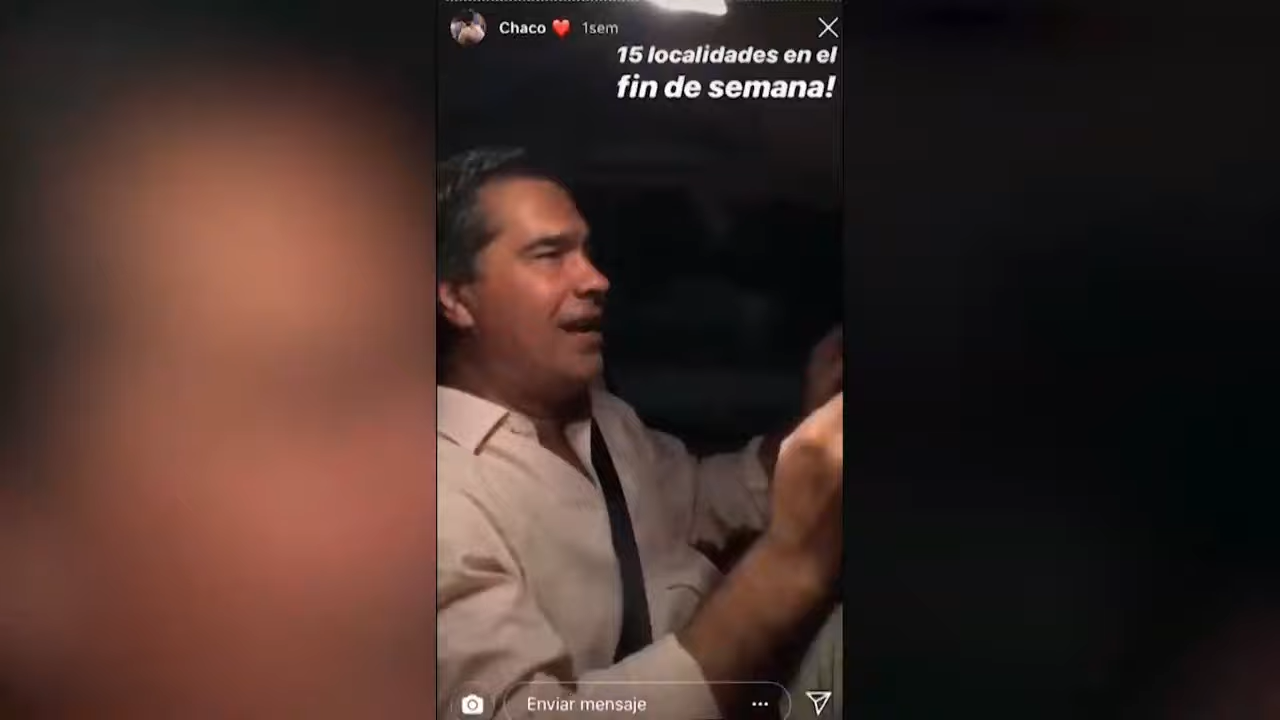 Chaco ❤️ 1sem
15 localidades en el
fin de semana!
Enviar mensaje